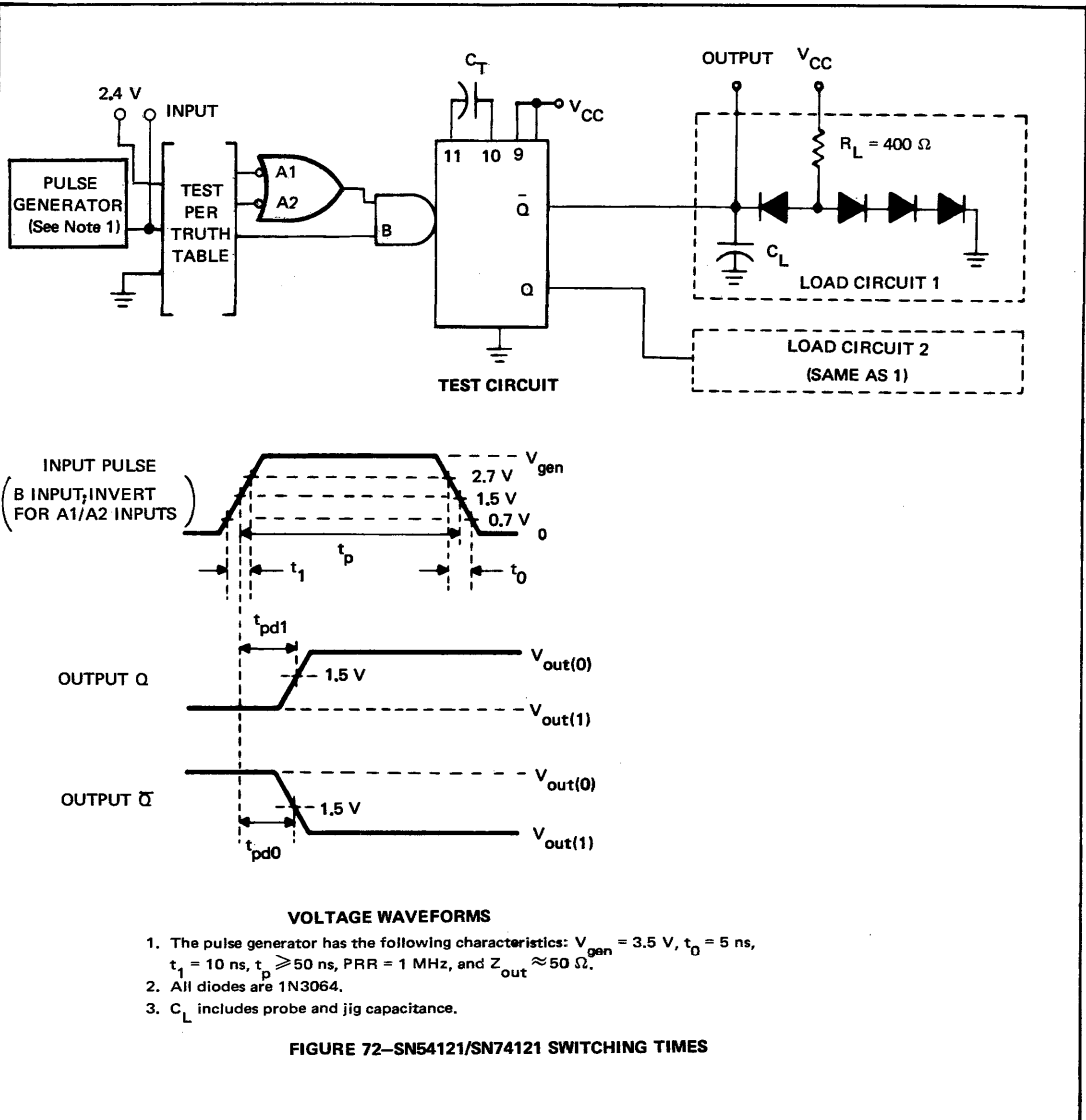 OUTPUT V_CC
C_T
2.4 V
INPUT
V_CC
R_L = 400 Ω
11 10 9
PULSE
GENERATOR
(See Note 1)
TEST
PER
TRUTH
TABLE
A1
A2
B
Q̅
Q
C_L
LOAD CIRCUIT 1
LOAD CIRCUIT 2
(SAME AS 1)
TEST CIRCUIT
INPUT PULSE
(B INPUT; INVERT
FOR A1/A2 INPUTS)
V_gen
2.7 V
1.5 V
0.7 V
0
t_p
t_1
t_0
t_pd1
OUTPUT Q
1.5 V
V_out(0)
V_out(1)
OUTPUT Q̅
1.5 V
V_out(0)
V_out(1)
t_pd0
VOLTAGE WAVEFORMS
1. The pulse generator has the following characteristics: V_gen = 3.5 V, t_0 = 5 ns,
t_1 = 10 ns, t_p ⩾ 50 ns, PRR = 1 MHz, and Z_out ≈ 50 Ω.
2. All diodes are 1N3064.
3. C_L includes probe and jig capacitance.
FIGURE 72—SN54121/SN74121 SWITCHING TIMES